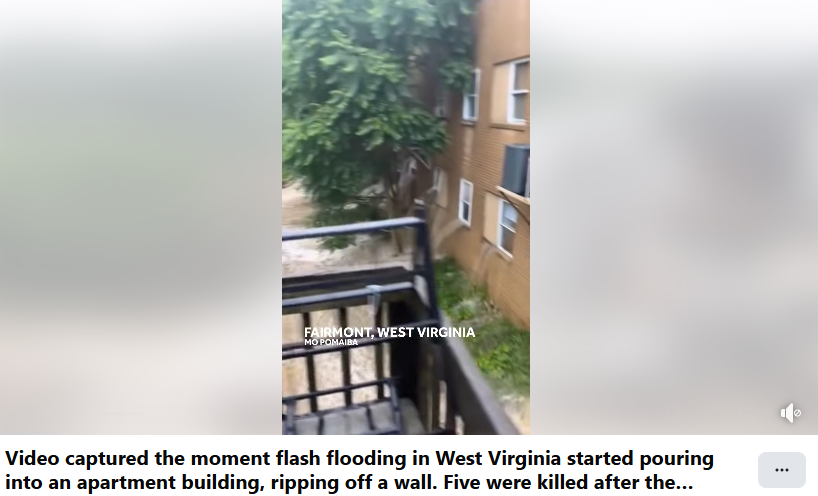 FAIRMONT, WEST VIRGINIA
MO POMAIBA
Video captured the moment flash flooding in West Virginia started pouring
into an apartment building, ripping off a wall. Five were killed after the...